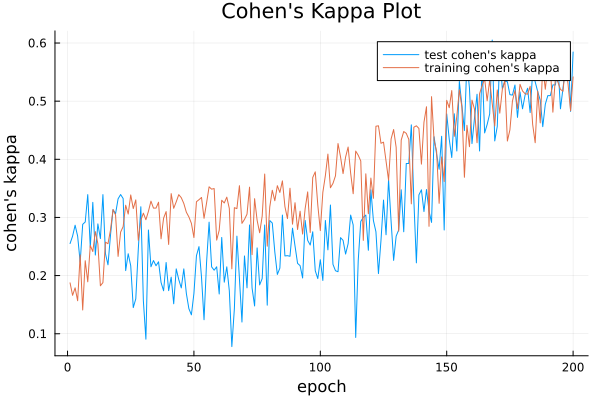 Cohen's Kappa Plot
test cohen's kappa
training cohen's kappa
cohen's kappa
0.6
0.5
0.4
0.3
0.2
0.1
0 50 100 150 200
epoch